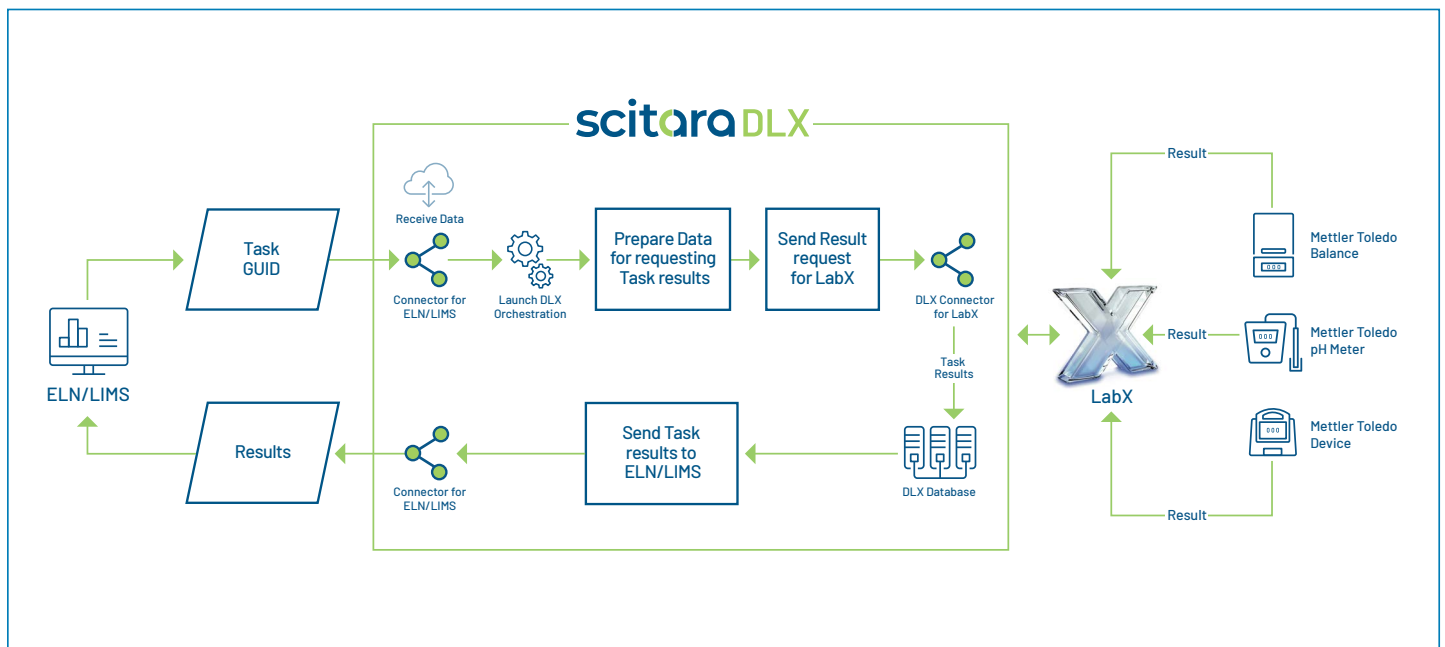 scitara DLX
Receive Data
Task
GUID
Connector for
ELN/LIMS
Launch DLX
Orchestration
Prepare Data
for requesting
Task results
Send Result
request
for LabX
DLX Connector
for LabX
Task
Results
DLX Database
Send Task
results to
ELN/LIMS
Connector for
ELN/LIMS
Results
ELN/LIMS
LabX
Result
Mettler Toledo
Balance
Result
000
Mettler Toledo
pH Meter
000
Result
Mettler Toledo
Device
000